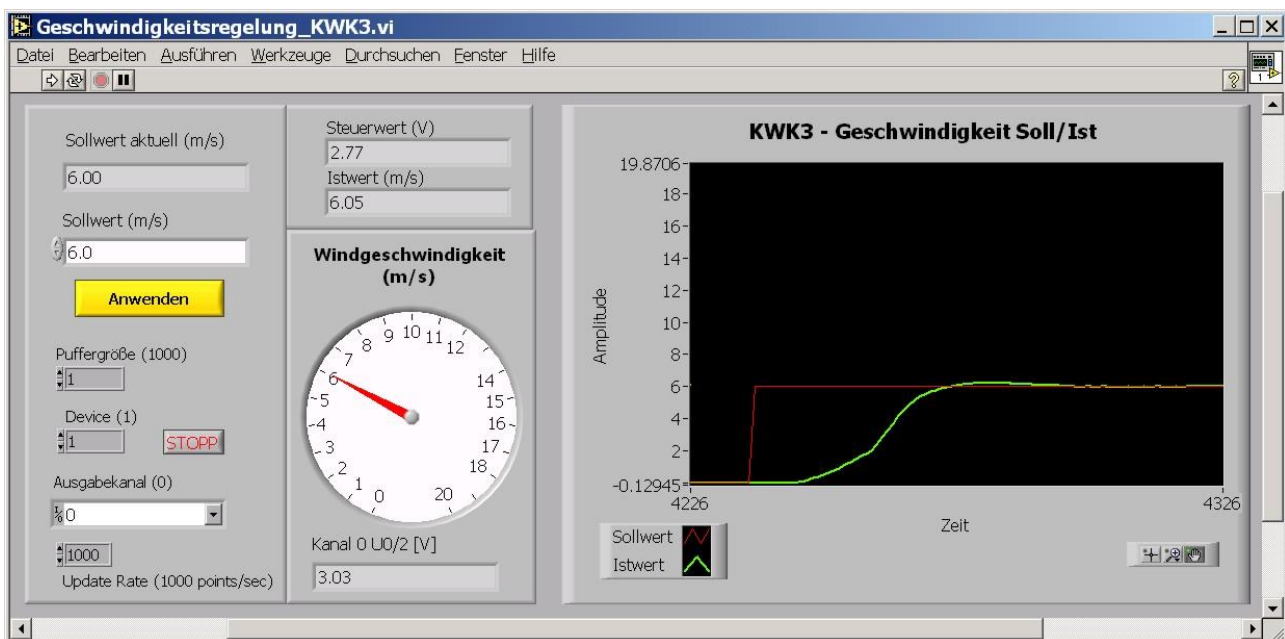 Geschwindigkeitsregelung_KWK3.vi
Datei Bearbeiten Ausführen Werkzeuge Durchsuchen Fenster Hilfe
Sollwert aktuell (m/s)
6.00
Sollwert (m/s)
6.0
Anwenden
Puffergröße (1000)
1
Device (1)
1
STOPP
Ausgabekanal (0)
0
1000
Update Rate (1000 points/sec)
Steuerwert (V)
2.77
Istwert (m/s)
6.05
Windgeschwindigkeit
(m/s)
0 1 2 3 4 5 6 7 8 9 10 11 12 14 15 16 17 18 20
Kanal 0 U0/2 [V]
3.03
KWK3 - Geschwindigkeit Soll/Ist
Amplitude
19.8706
18
16
14
12
10
8
6
4
2
-0.12945
4226 4326
Zeit
Sollwert
Istwert
1
?